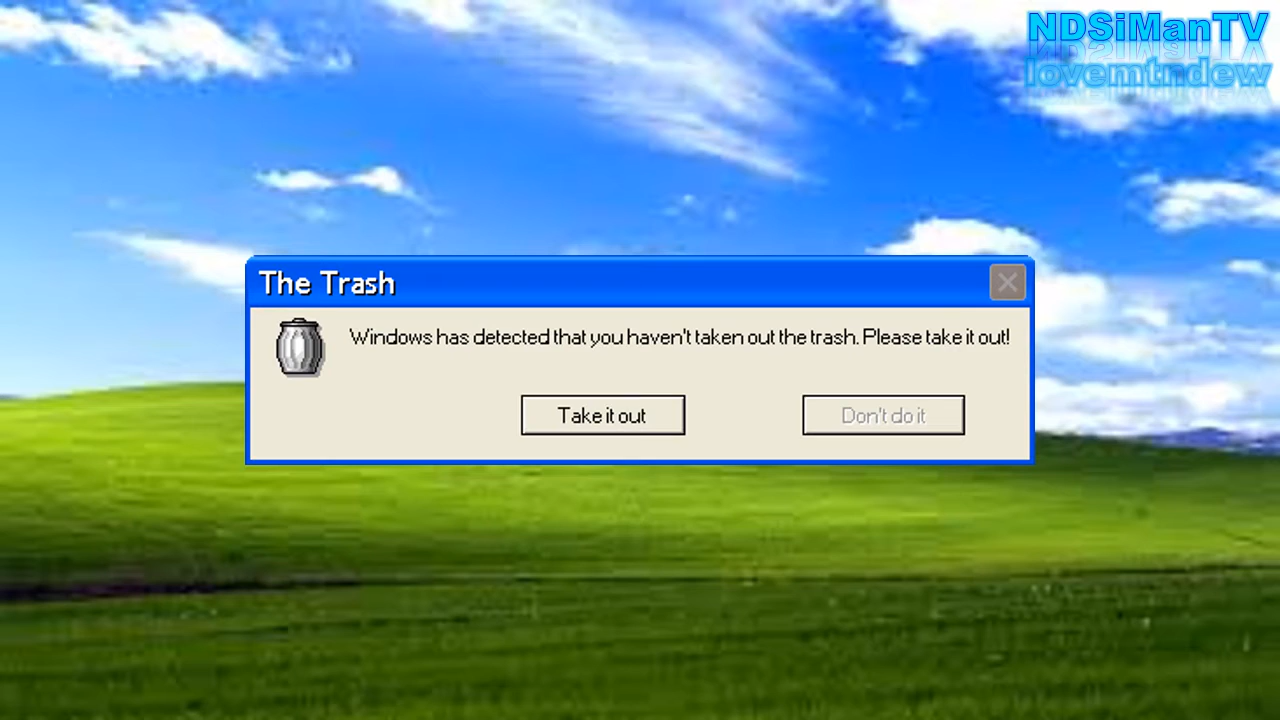 NDSiManTV
lovemtndew
The Trash
Windows has detected that you haven't taken out the trash. Please take it out!
Take it out
Don't do it